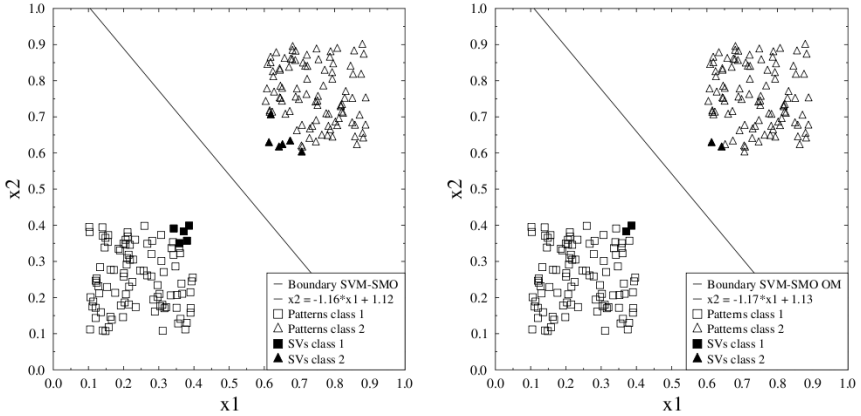 1.0
0.9
0.8
0.7
0.6
0.5
0.4
0.3
0.2
0.1
0.0
x2
0.0 0.1 0.2 0.3 0.4 0.5 0.6 0.7 0.8 0.9 1.0
x1
Boundary SVM-SMO
x2 = -1.16*x1 + 1.12
Patterns class 1
Patterns class 2
SVs class 1
SVs class 2
1.0
0.9
0.8
0.7
0.6
0.5
0.4
0.3
0.2
0.1
0.0
x2
0.0 0.1 0.2 0.3 0.4 0.5 0.6 0.7 0.8 0.9 1.0
x1
Boundary SVM-SMO OM
x2 = -1.17*x1 + 1.13
Patterns class 1
Patterns class 2
SVs class 1
SVs class 2